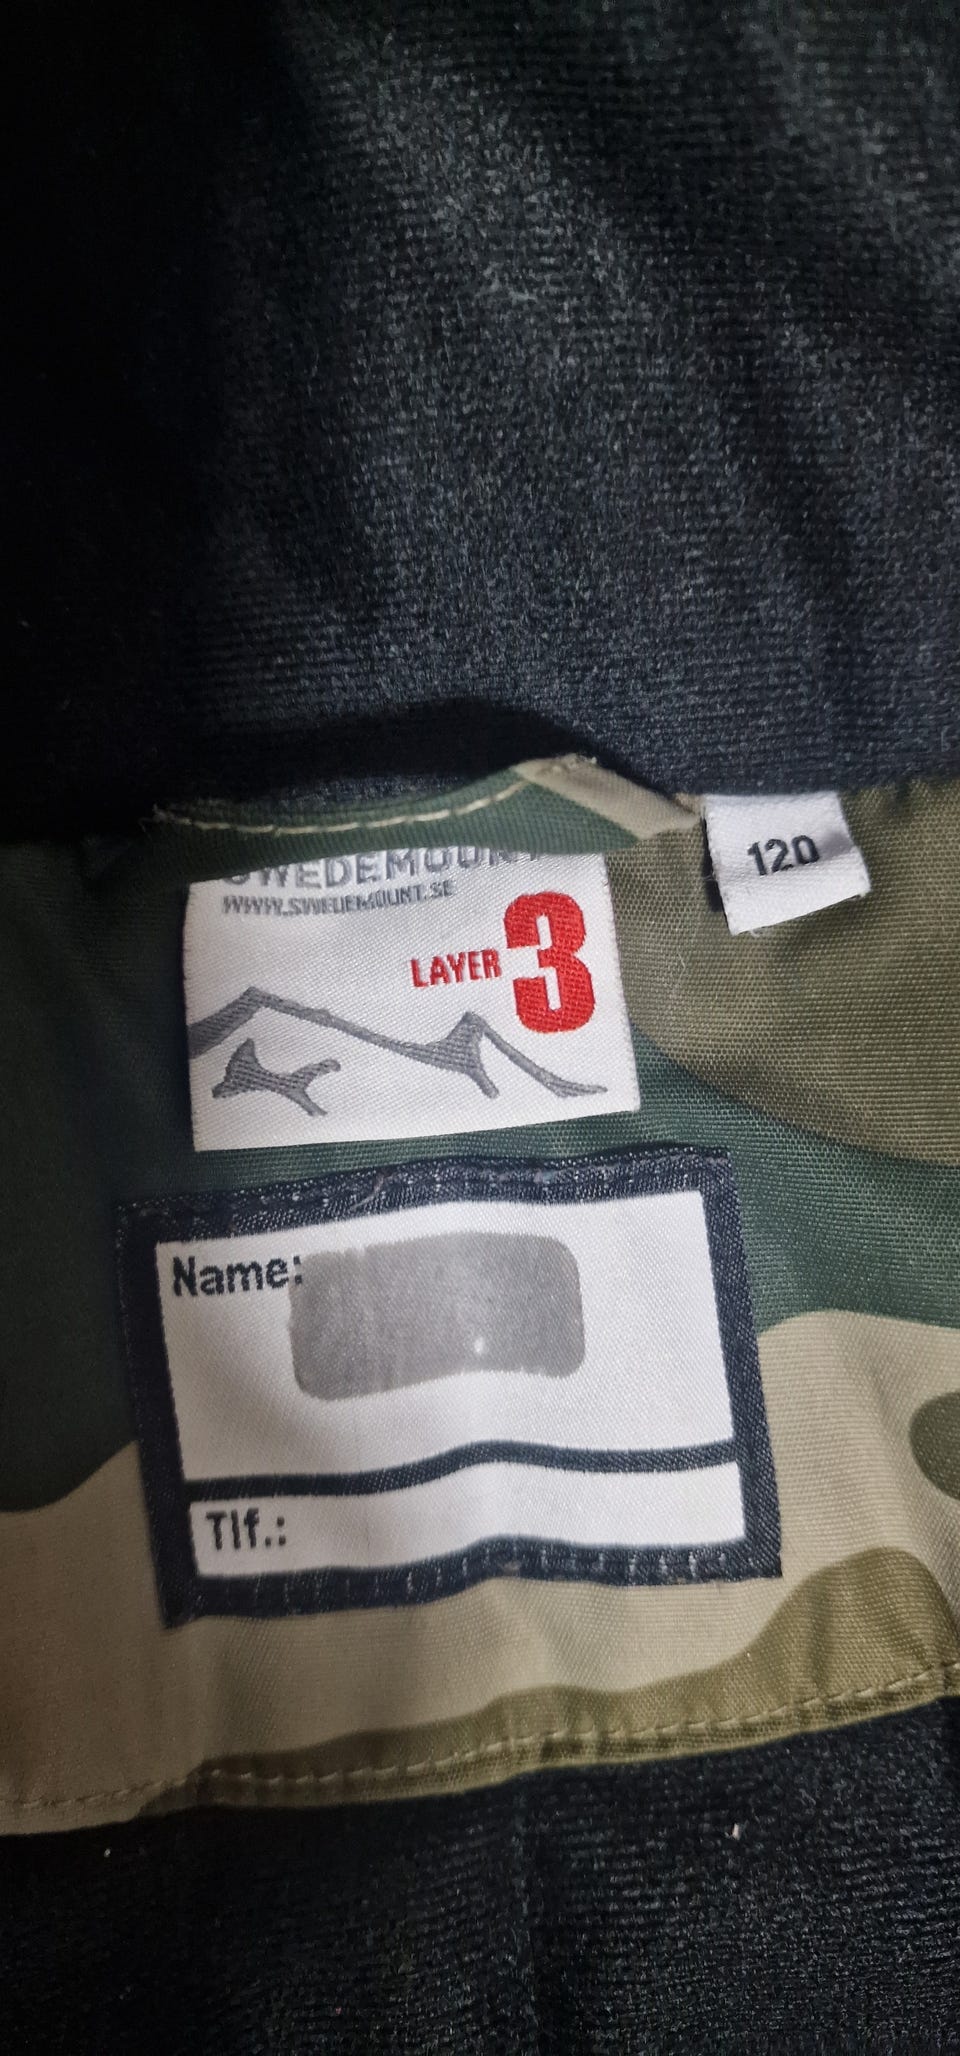 SWEDEMOUNT
WWW.SWEDEMOUNT.SE
LAYER 3
120
Name:
Tlf.: